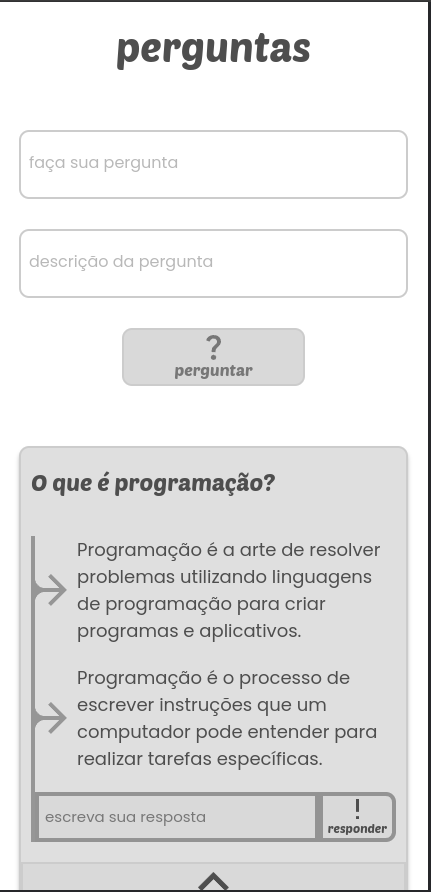 perguntas
faça sua pergunta
descrição da pergunta
?
perguntar
O que é programação?
Programação é a arte de resolver
problemas utilizando linguagens
de programação para criar
programas e aplicativos.
Programação é o processo de
escrever instruções que um
computador pode entender para
realizar tarefas específicas.
escreva sua resposta
!
responder